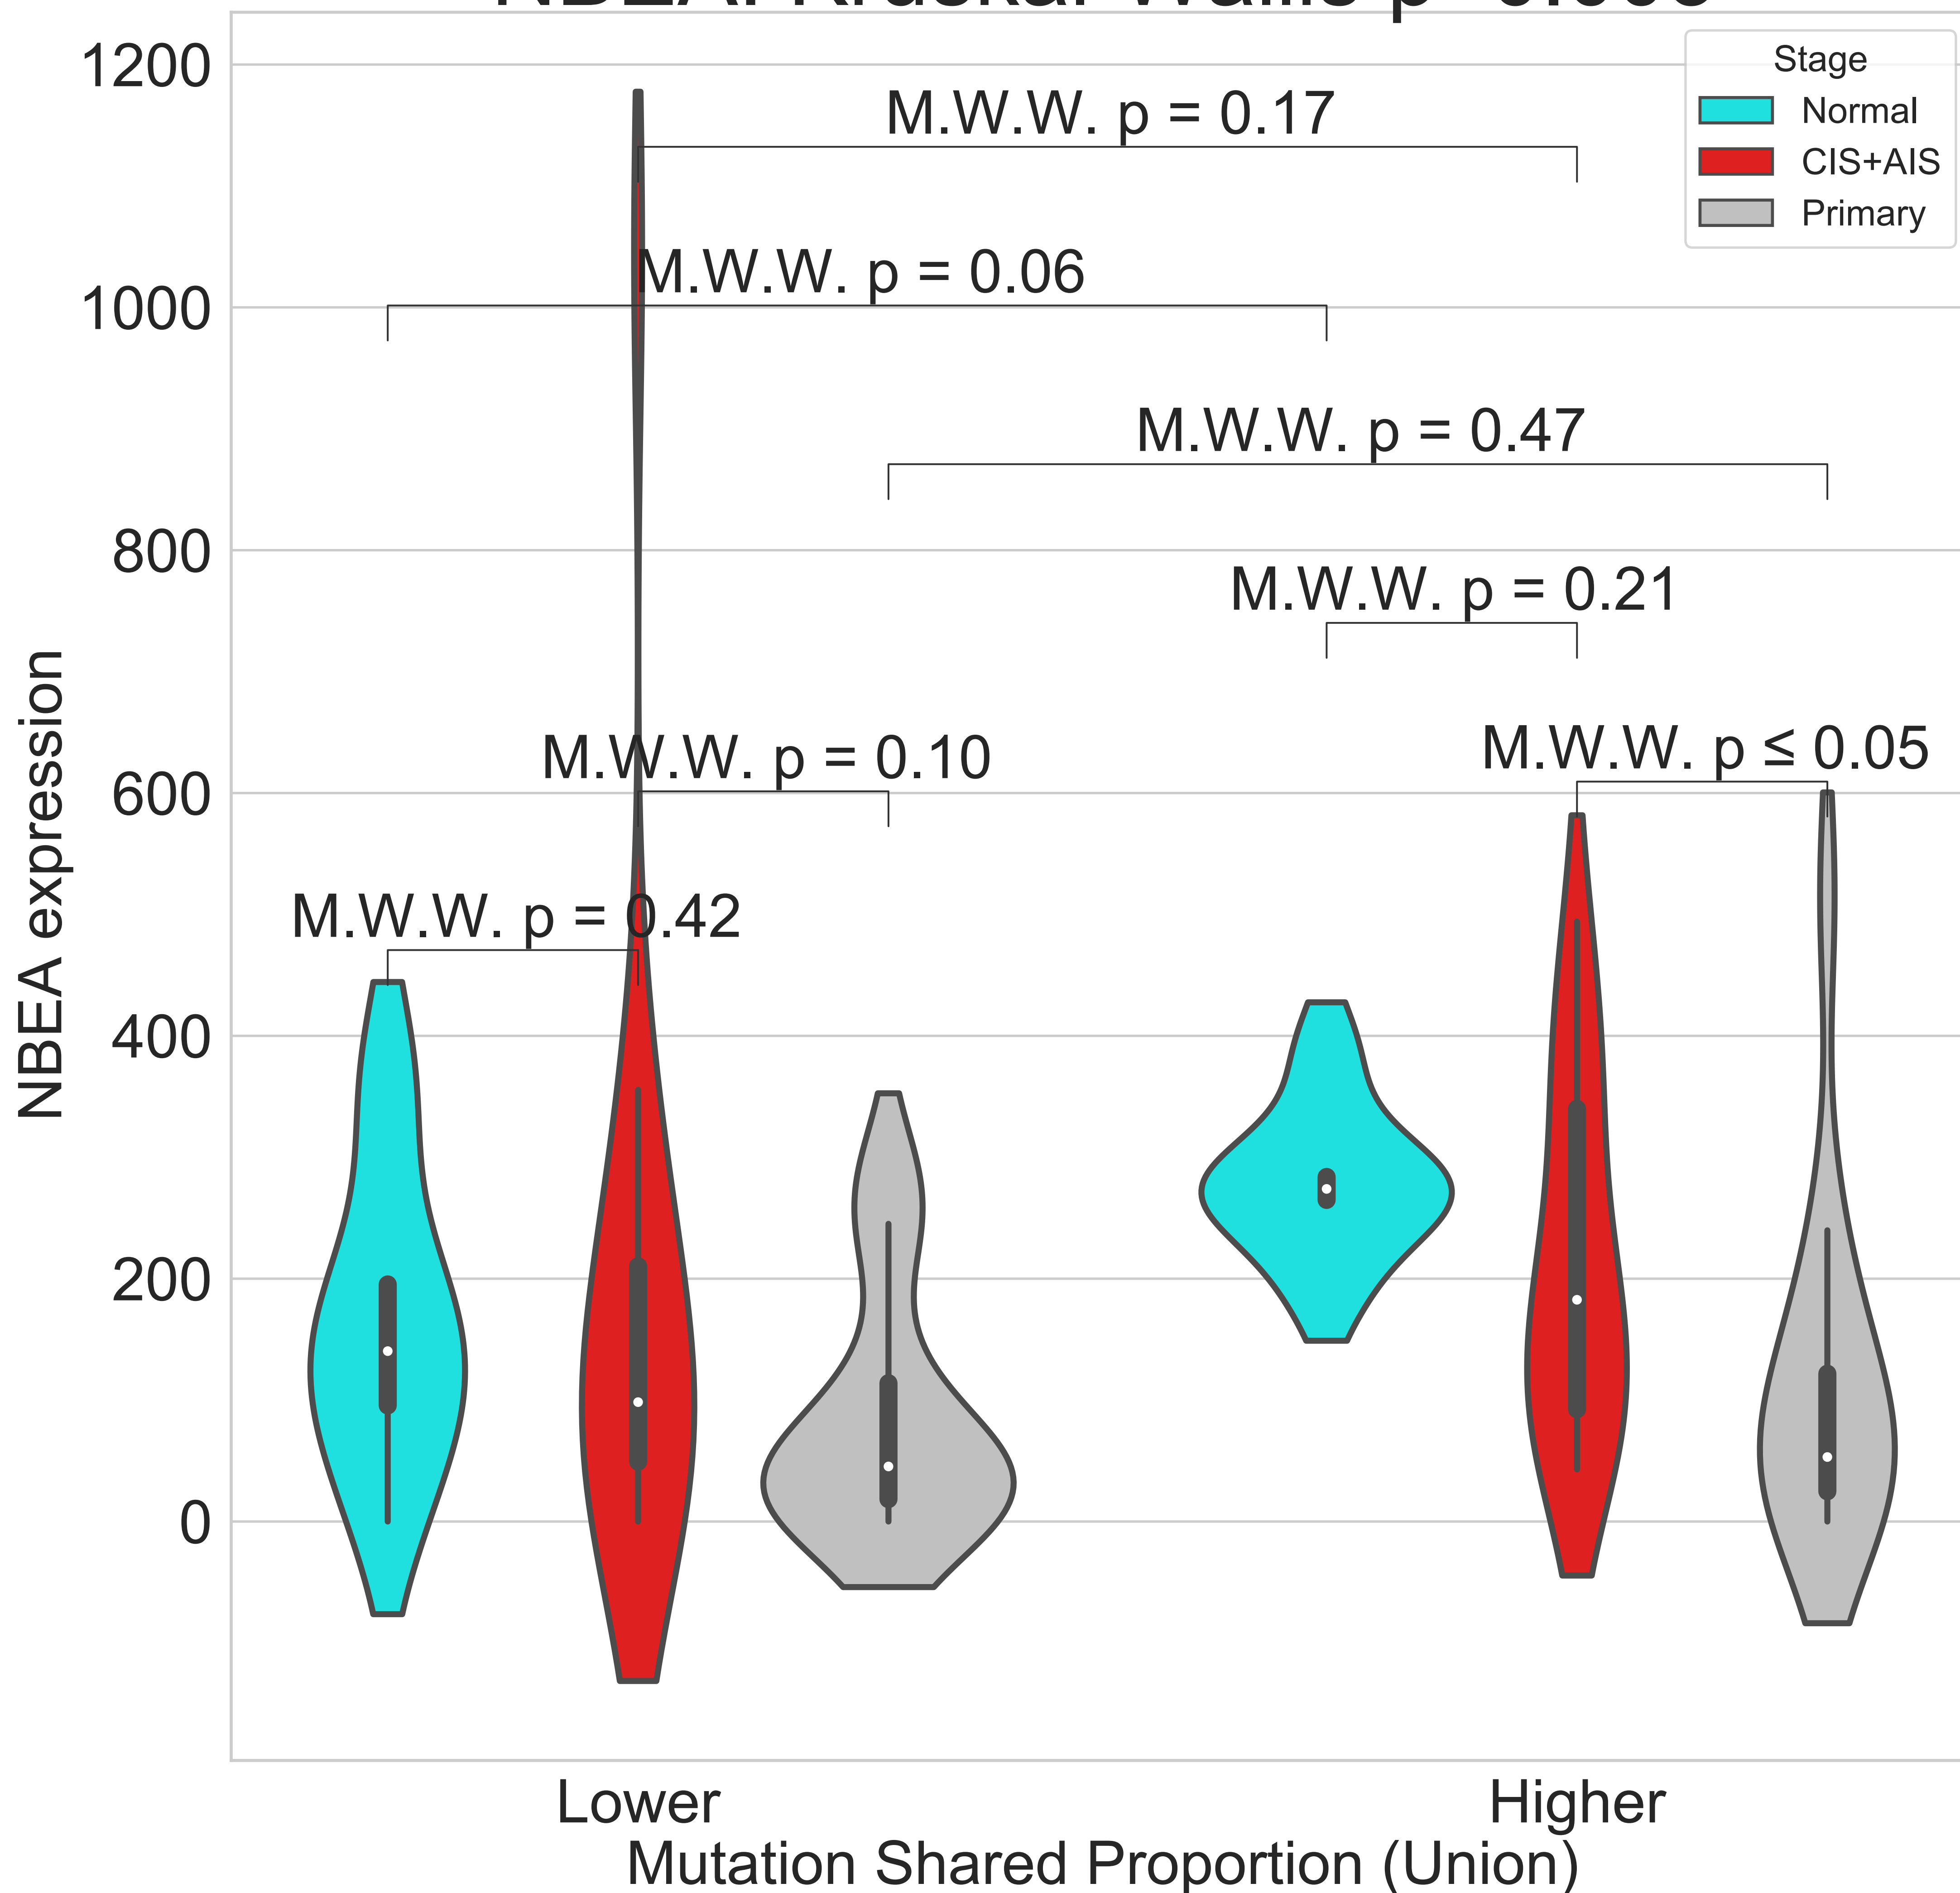 1200
1000
800
600
400
200
0
NBEA expression
Stage
Normal
CIS+AIS
Primary
M.W.W. p = 0.17
M.W.W. p = 0.06
M.W.W. p = 0.47
M.W.W. p = 0.21
M.W.W. p = 0.10
M.W.W. p ≤ 0.05
M.W.W. p = 0.42
Lower
Higher
Mutation Shared Proportion (Union)